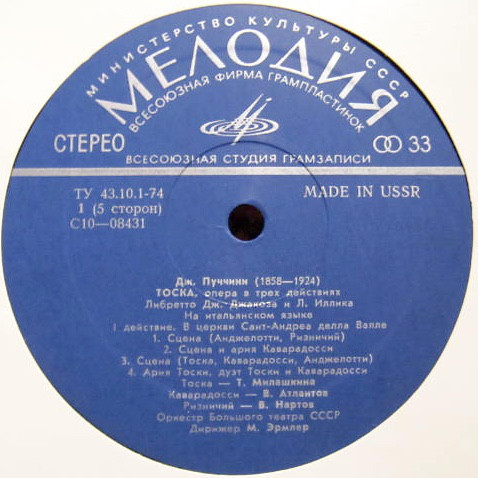 МИНИСТЕРСТВО КУЛЬТУРЫ СССР
МЕЛОДИЯ
ВСЕСОЮЗНАЯ ФИРМА ГРАМПЛАСТИНОК
СТЕРЕО
33
ВСЕСОЮЗНАЯ СТУДИЯ ГРАМЗАПИСИ
ТУ 43.10.1-74
MADE IN USSR
1 (5 сторон)
С10—08431
Дж. Пуччини (1858—1924)
ТОСКА, опера в трех действиях
Либретто Дж. Джакоза и Л. Иллика
На итальянском языке
I действие. В церкви Сант-Андреа делла Валле
1. Сцена (Анджелотти, Ризничий)
2. Сцена и ария Каварадосси
3. Сцена (Тоска, Каварадосси, Анджелотти)
4. Ария Тоски, дуэт Тоски и Каварадосси
Тоска — Т. Милашкина
Каварадосси — В. Атлантов
Ризничий — В. Нартов
Оркестр Большого театра СССР
Дирижер М. Эрмлер